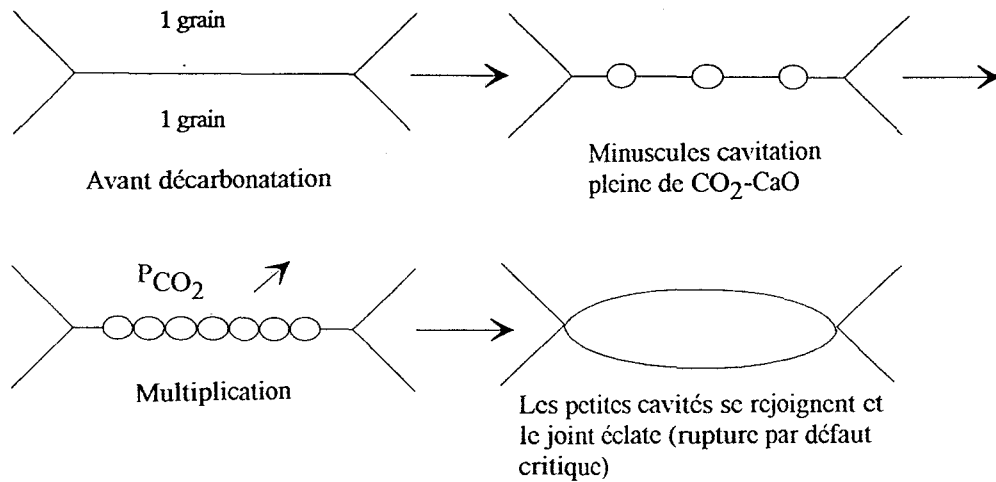 1 grain
1 grain
Avant décarbonatation
Minuscules cavitation
pleine de CO2-CaO
PCO2
Multiplication
Les petites cavités se rejoignent et
le joint éclate (rupture par défaut
critique)